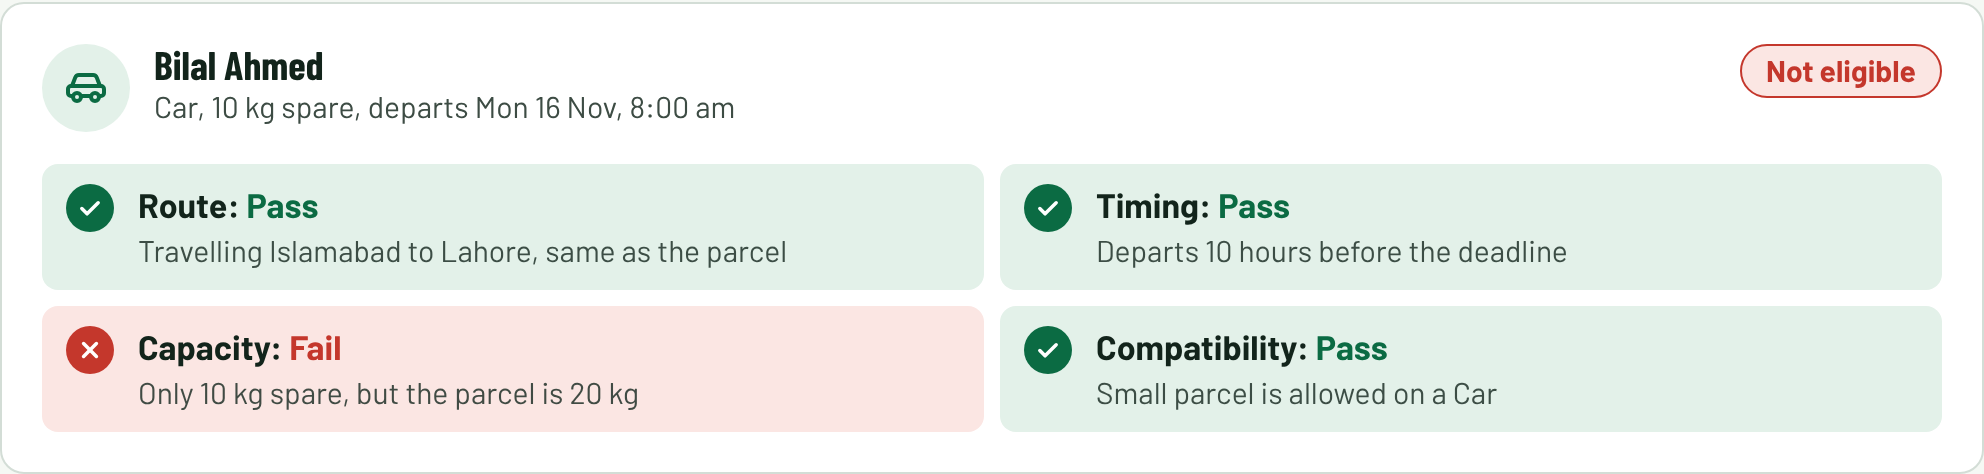 Bilal Ahmed
Car, 10 kg spare, departs Mon 16 Nov, 8:00 am
Not eligible
Route: Pass
Travelling Islamabad to Lahore, same as the parcel
Timing: Pass
Departs 10 hours before the deadline
Capacity: Fail
Only 10 kg spare, but the parcel is 20 kg
Compatibility: Pass
Small parcel is allowed on a Car